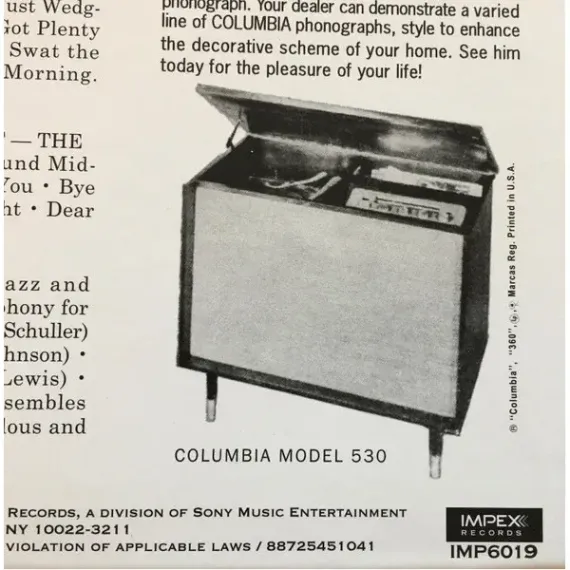 ust Wedg-
Got Plenty
Swat the
Morning.
— THE
und Mid-
You • Bye
ht • Dear
azz and
phony for
Schuller)
hnson) •
Lewis) •
sembles
lous and
phonograph. Your dealer can demonstrate a varied
line of COLUMBIA phonographs, style to enhance
the decorative scheme of your home. See him
today for the pleasure of your life!
® "Columbia", "360", Marcas Reg. Printed in U.S.A.
COLUMBIA MODEL 530
RECORDS, A DIVISION OF SONY MUSIC ENTERTAINMENT
NY 10022-3211
VIOLATION OF APPLICABLE LAWS / 88725451041
IMPEX
RECORDS
IMP6019